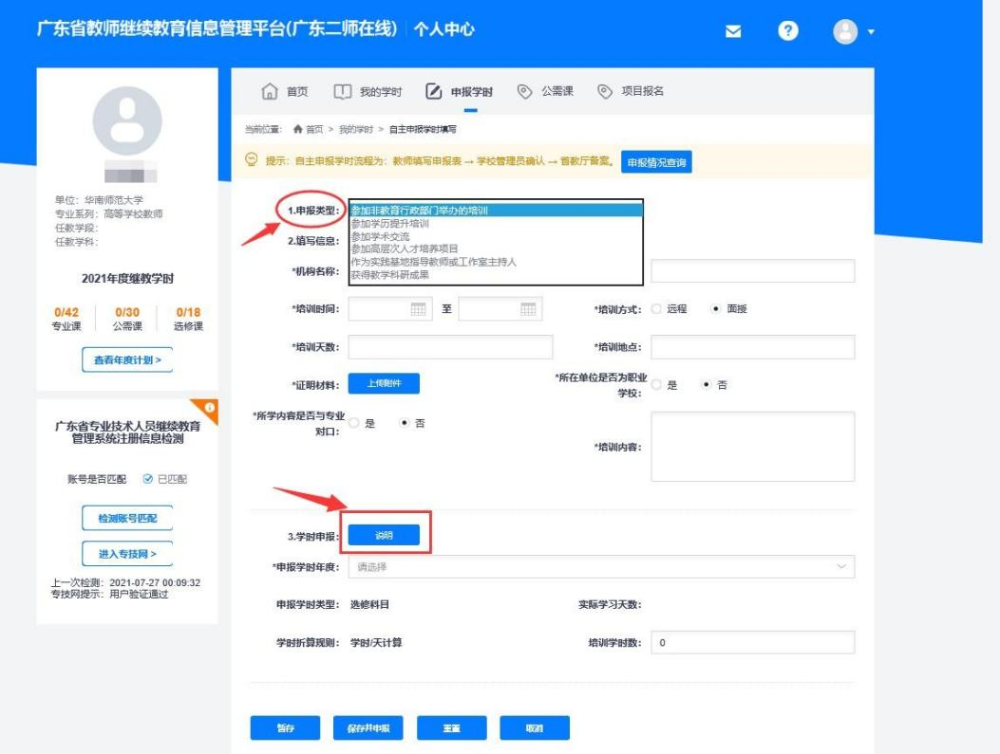 广东省教师继续教育信息管理平台(广东二师在线) 个人中心
首页 我的学时 申报学时 公需课 项目报名
当前位置: 首页 > 我的学时 > 自主申报学时填写
提示: 自主申报学时流程为: 教师填写申报表 → 学校管理员确认 → 省教厅备案。 申报情况查询
单位: 华南师范大学
专业系列: 高等学校教师
任教学段:
任教学科:
2021年度继教学时
0/42 0/30 0/18
专业课 公需课 选修课
查看年度计划 >
广东省专业技术人员继续教育
管理系统注册信息检测
账号是否匹配 已匹配
检测账号匹配
进入专技网 >
上一次检测: 2021-07-27 00:09:32
专技网提示: 用户验证通过
1.申报类型:
参加非教育行政部门举办的培训
参加学历提升培训
参加学术交流
参加高层次人才培养项目
作为实践基地指导教师或工作室主持人
获得教学科研成果
2.填写信息:
*机构名称:
*培训时间: 至 *培训方式: 远程 面授
*培训天数: *培训地点:
*证明材料: 上传附件 *所在单位是否为职业
学校: 是 否
*所学内容是否与专业
对口: 是 否
*培训内容:
3.学时申报: 说明
*申报学时年度: 请选择
申报学时类型: 选修科目 实际学习天数:
学时折算规则: 学时/天计算 培训学时数: 0
暂存 保存并申报 重置 取消